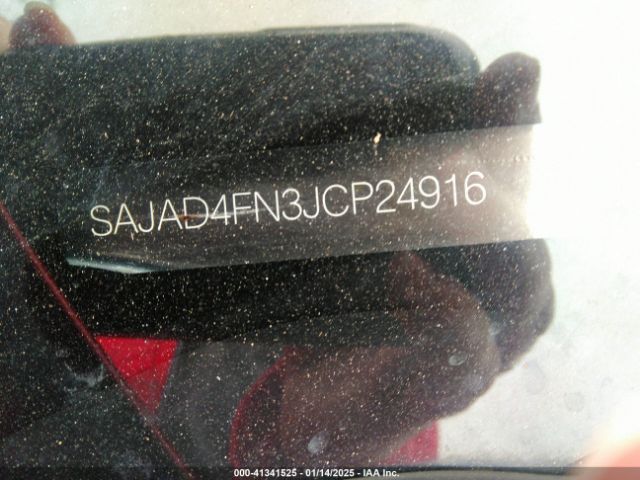 SAJAD4FN3JCP24916
000-41341525 - 01/14/2025 - IAA Inc.